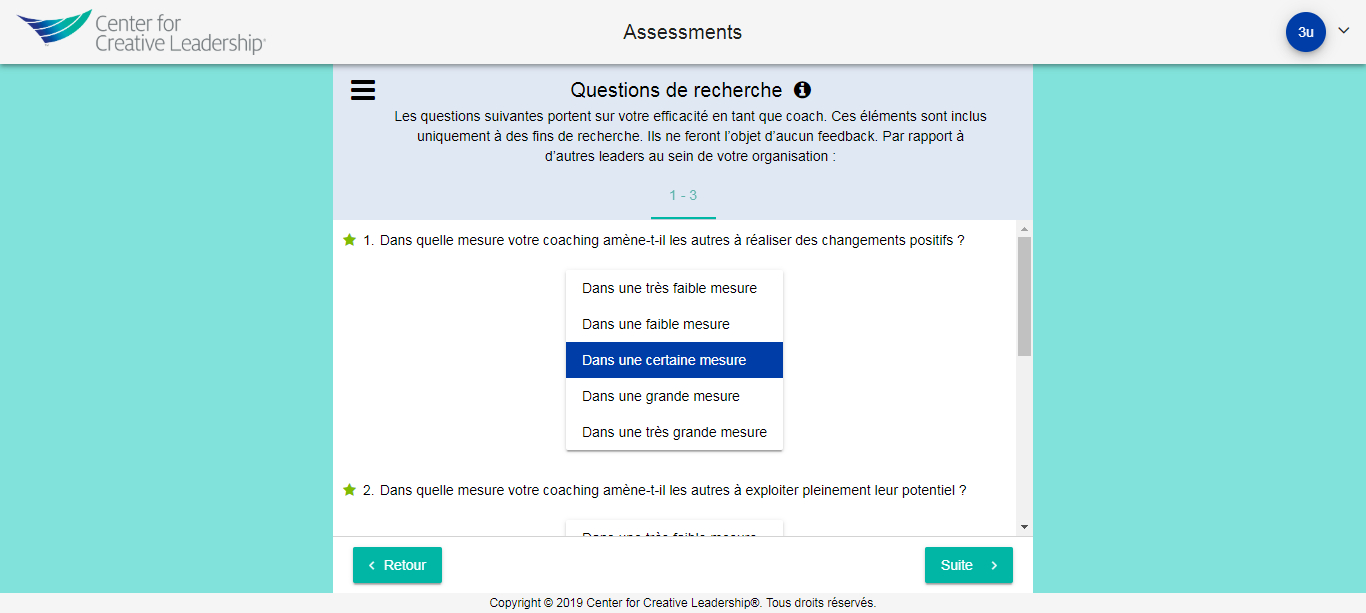 Center for
Creative Leadership®
Assessments
3u
Questions de recherche
Les questions suivantes portent sur votre efficacité en tant que coach. Ces éléments sont inclus
uniquement à des fins de recherche. Ils ne feront l’objet d’aucun feedback. Par rapport à
d’autres leaders au sein de votre organisation :
1 - 3
1. Dans quelle mesure votre coaching amène-t-il les autres à réaliser des changements positifs ?
Dans une très faible mesure
Dans une faible mesure
Dans une certaine mesure
Dans une grande mesure
Dans une très grande mesure
2. Dans quelle mesure votre coaching amène-t-il les autres à exploiter pleinement leur potentiel ?
Dans une très faible mesure
Retour
Suite
Copyright © 2019 Center for Creative Leadership®. Tous droits réservés.